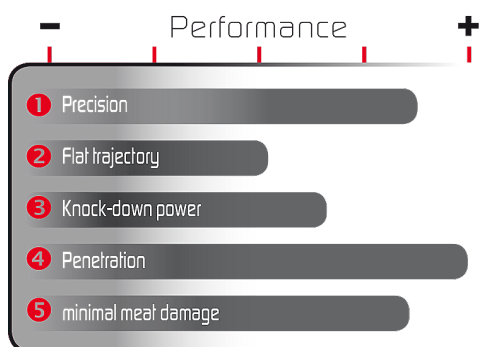 - Performance +
1 Precision
2 Flat trajectory
3 Knock-down power
4 Penetration
5 minimal meat damage